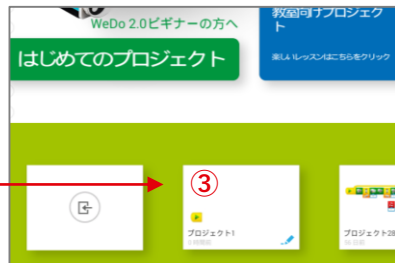 WeDo 2.0ビギナーの方へ
はじめてのプロジェクト
教室向けプロジェク
ト
楽しいレッスンはこちらをクリック
③
プロジェクト1
プロジェクト2B